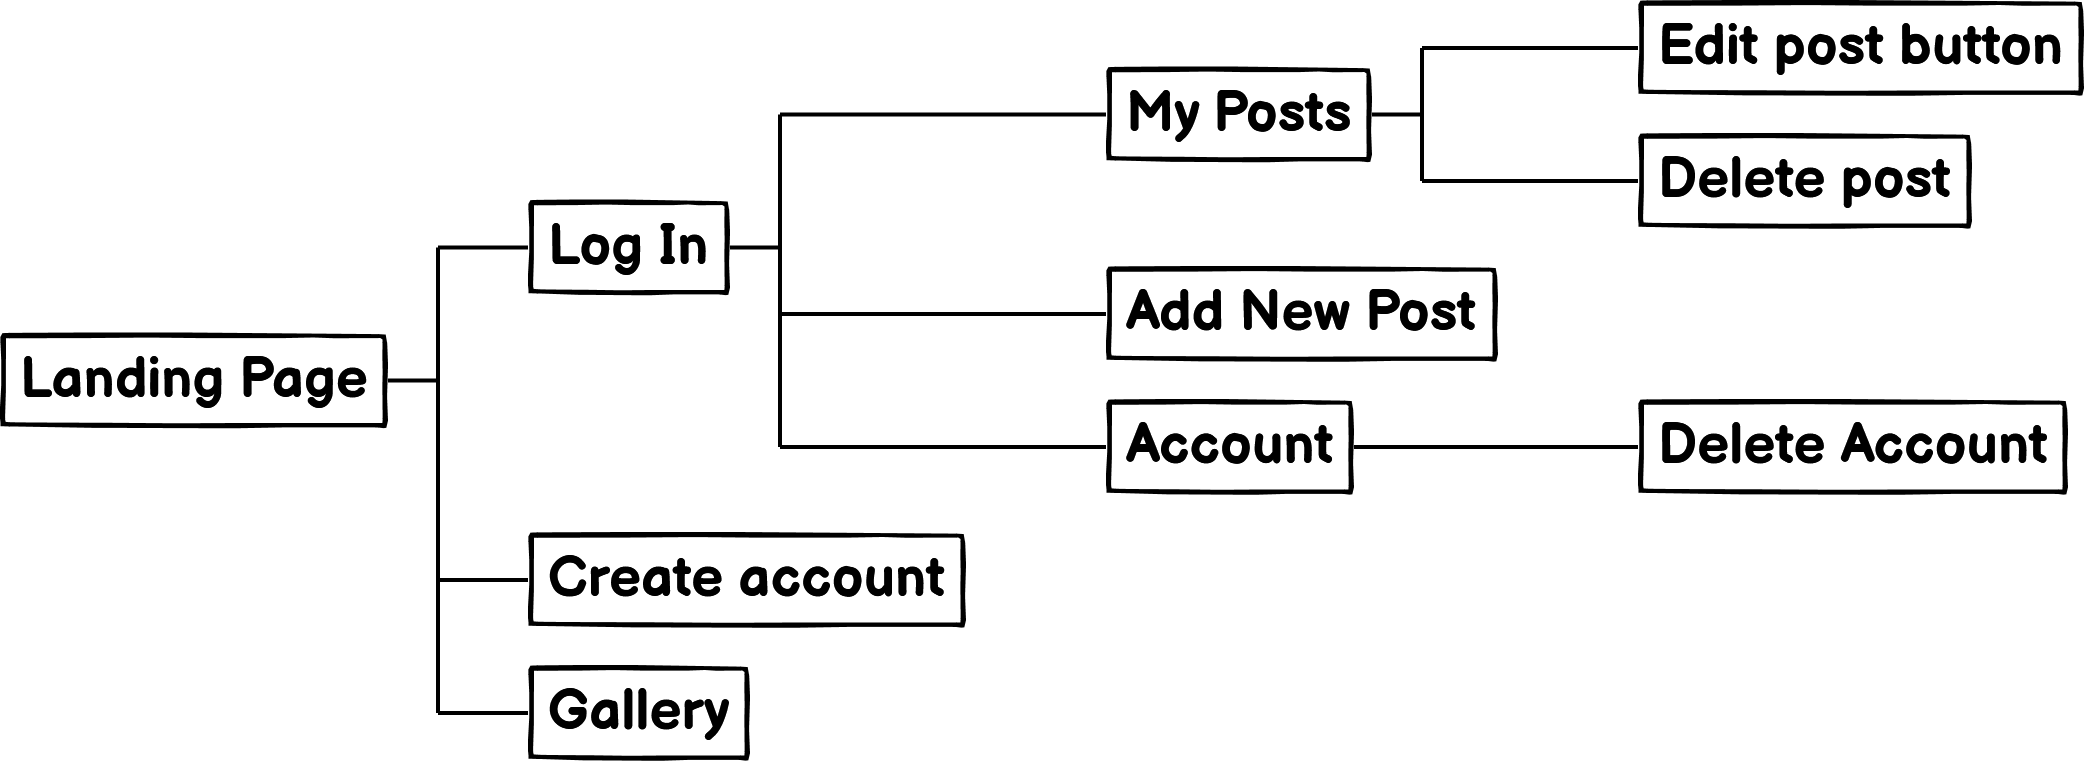 Edit post button
My Posts
Delete post
Log In
Add New Post
Landing Page
Account
Delete Account
Create account
Gallery